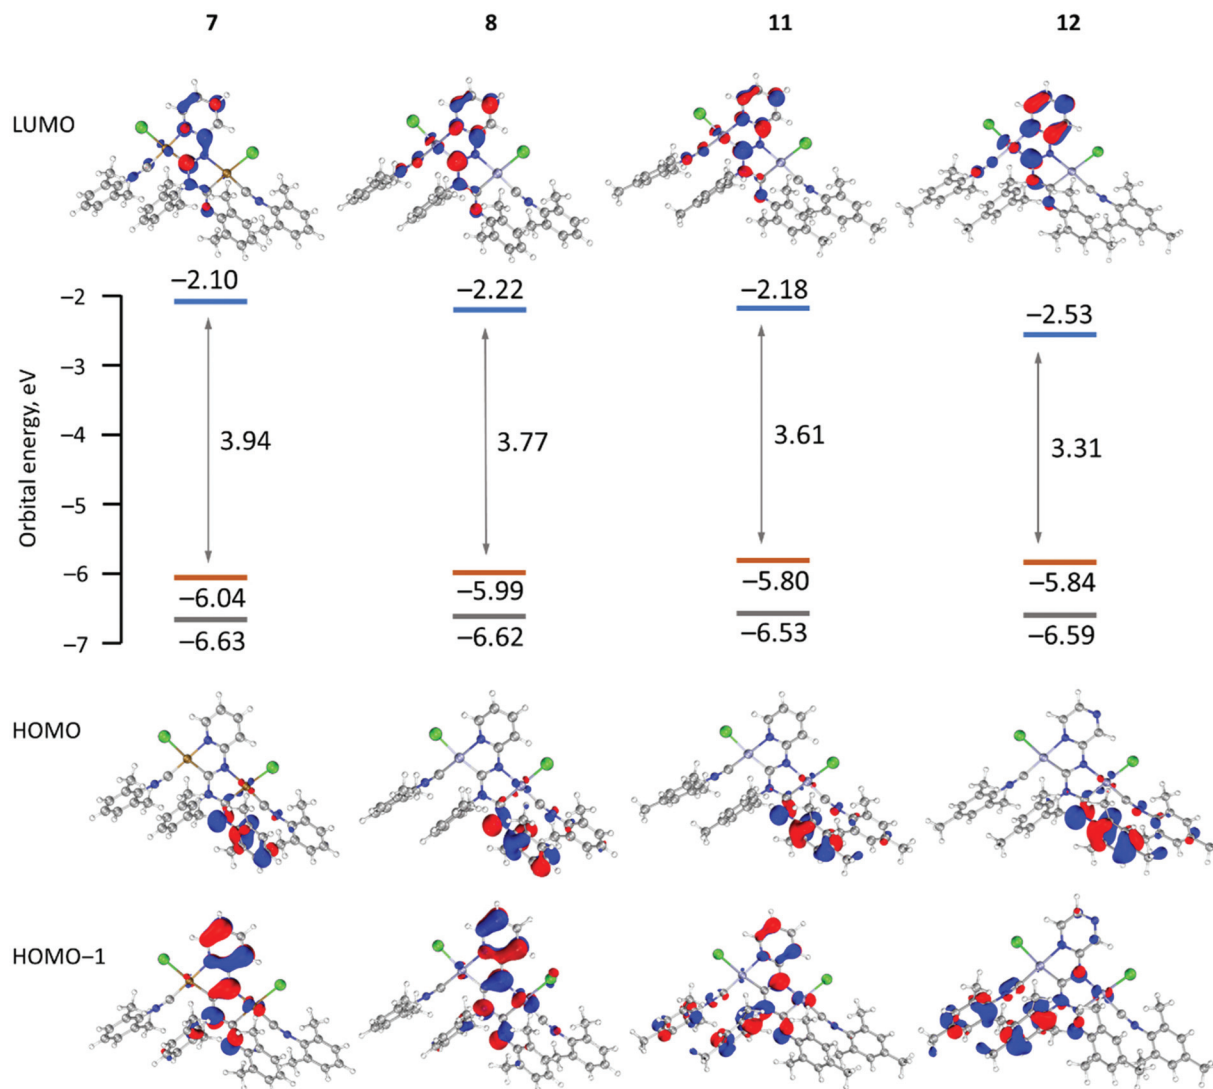 7 8 11 12
LUMO
–2.10 –2.22 –2.18 –2.53
–2
–3
–4
–5
–6
–7
Orbital energy, eV
3.94 3.77 3.61 3.31
–6.04 –5.99 –5.80 –5.84
–6.63 –6.62 –6.53 –6.59
HOMO
HOMO–1